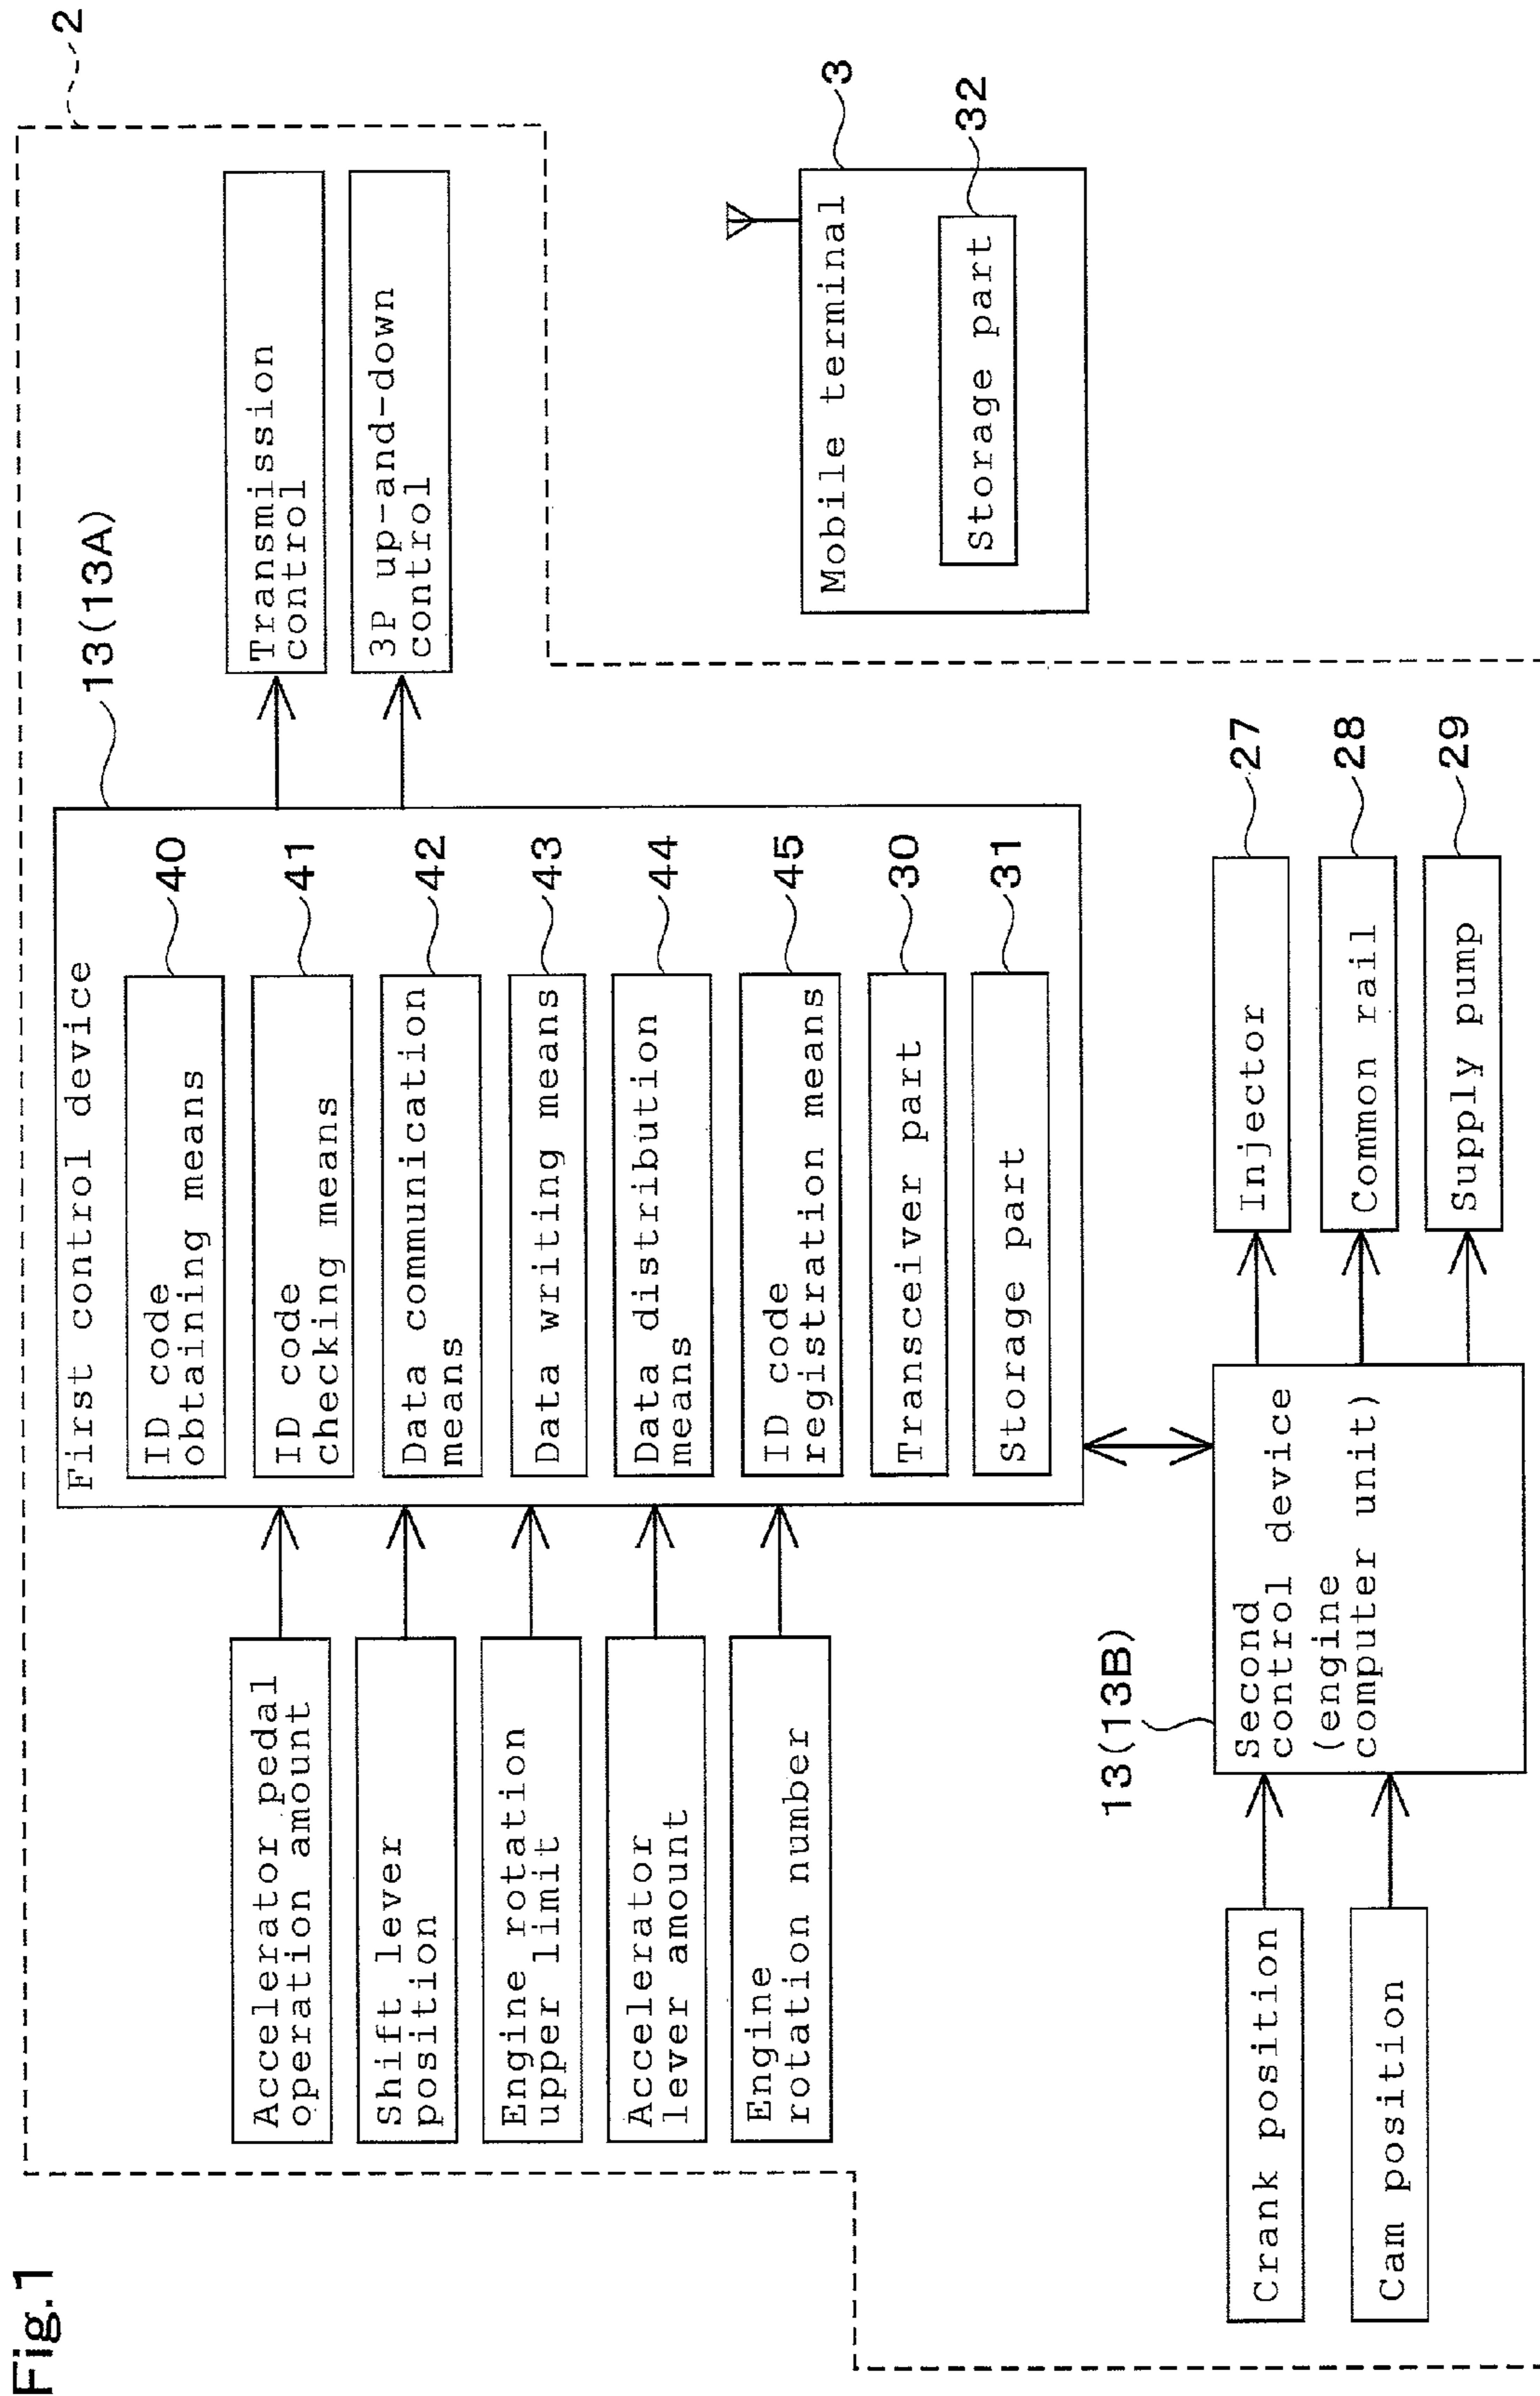 Fig.1
2
13(13A)
First control device
ID code
obtaining means
40
ID code
checking means
41
Data communication
means
42
Data writing means
43
Data distribution
means
44
ID code
registration means
45
Transceiver part
30
Storage part
31
Accelerator pedal
operation amount
Shift lever
position
Engine rotation
upper limit
Accelerator
lever amount
Engine
rotation number
Transmission
control
3P up-and-down
control
Mobile terminal
3
Storage part
32
13(13B)
Second
control device
(engine
computer unit)
Crank position
Cam position
Injector
27
Common rail
28
Supply pump
29